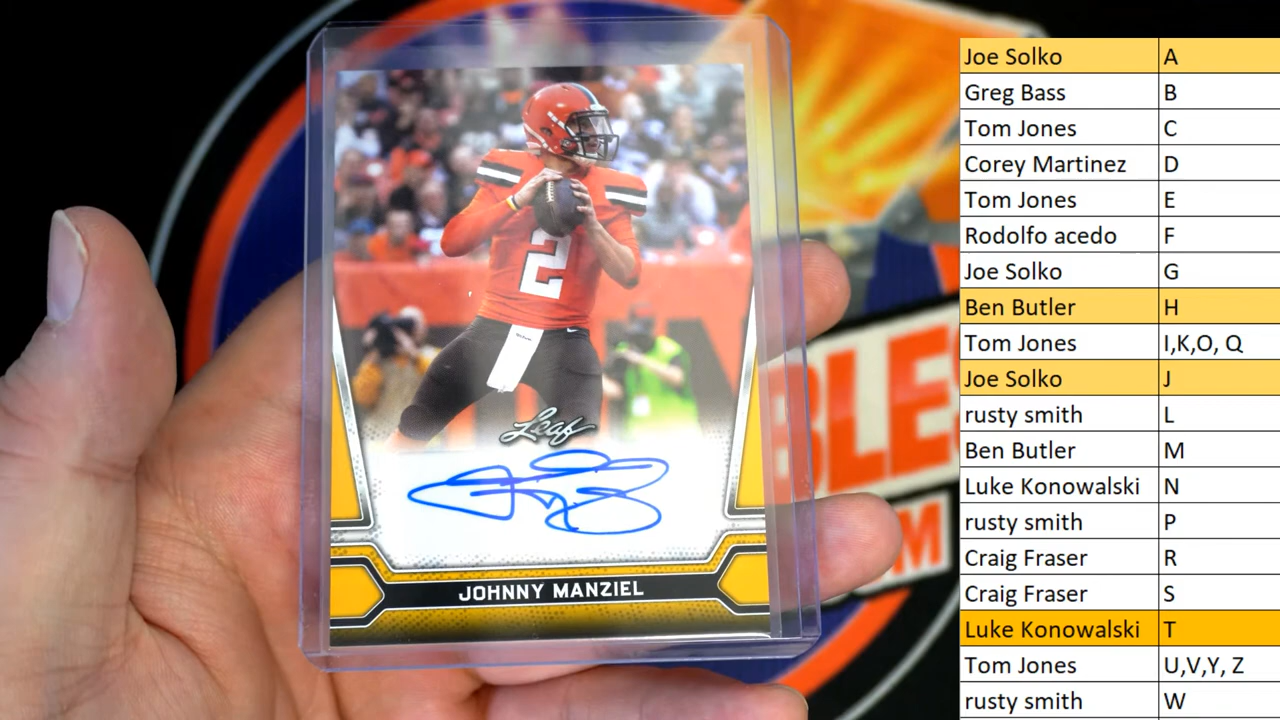 2
Leaf
JOHNNY MANZIEL
BLE
M
Joe Solko A
Greg Bass B
Tom Jones C
Corey Martinez D
Tom Jones E
Rodolfo acedo F
Joe Solko G
Ben Butler H
Tom Jones I,K,O, Q
Joe Solko J
rusty smith L
Ben Butler M
Luke Konowalski N
rusty smith P
Craig Fraser R
Craig Fraser S
Luke Konowalski T
Tom Jones U,V,Y, Z
rusty smith W